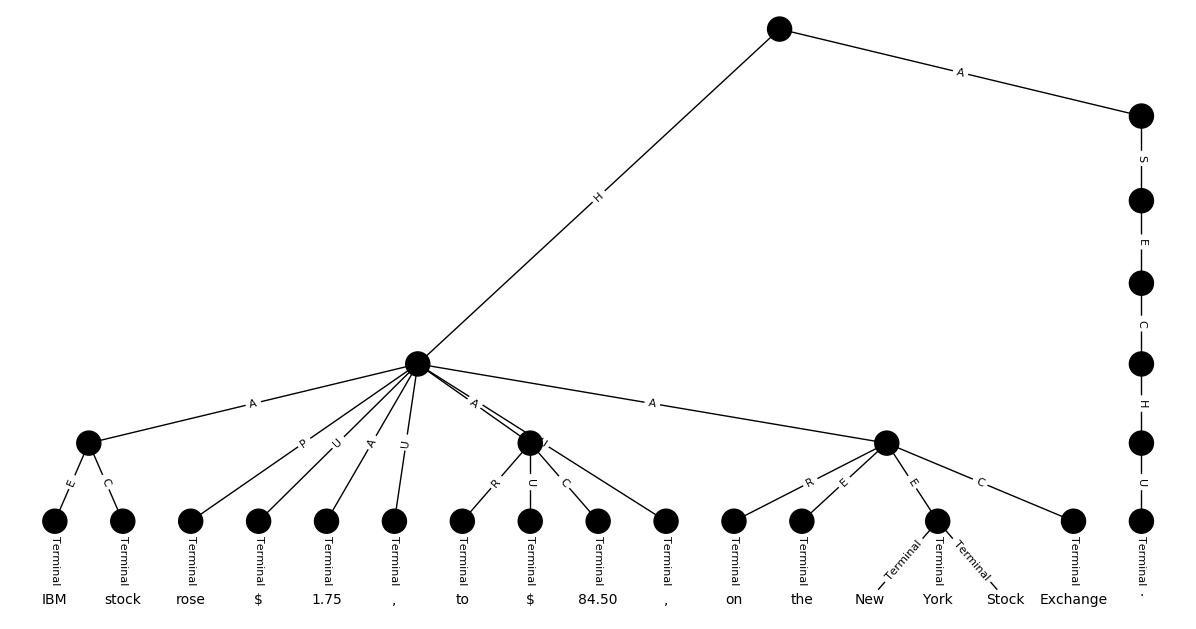 A
S
H
E
C
A A A
P U A U U
H
E C R U C R E E C U
Terminal Terminal Terminal Terminal Terminal Terminal Terminal Terminal Terminal Terminal Terminal Terminal Terminal Terminal Terminal Terminal Terminal
IBM stock rose $ 1.75 , to $ 84.50 , on the New York Stock Exchange .